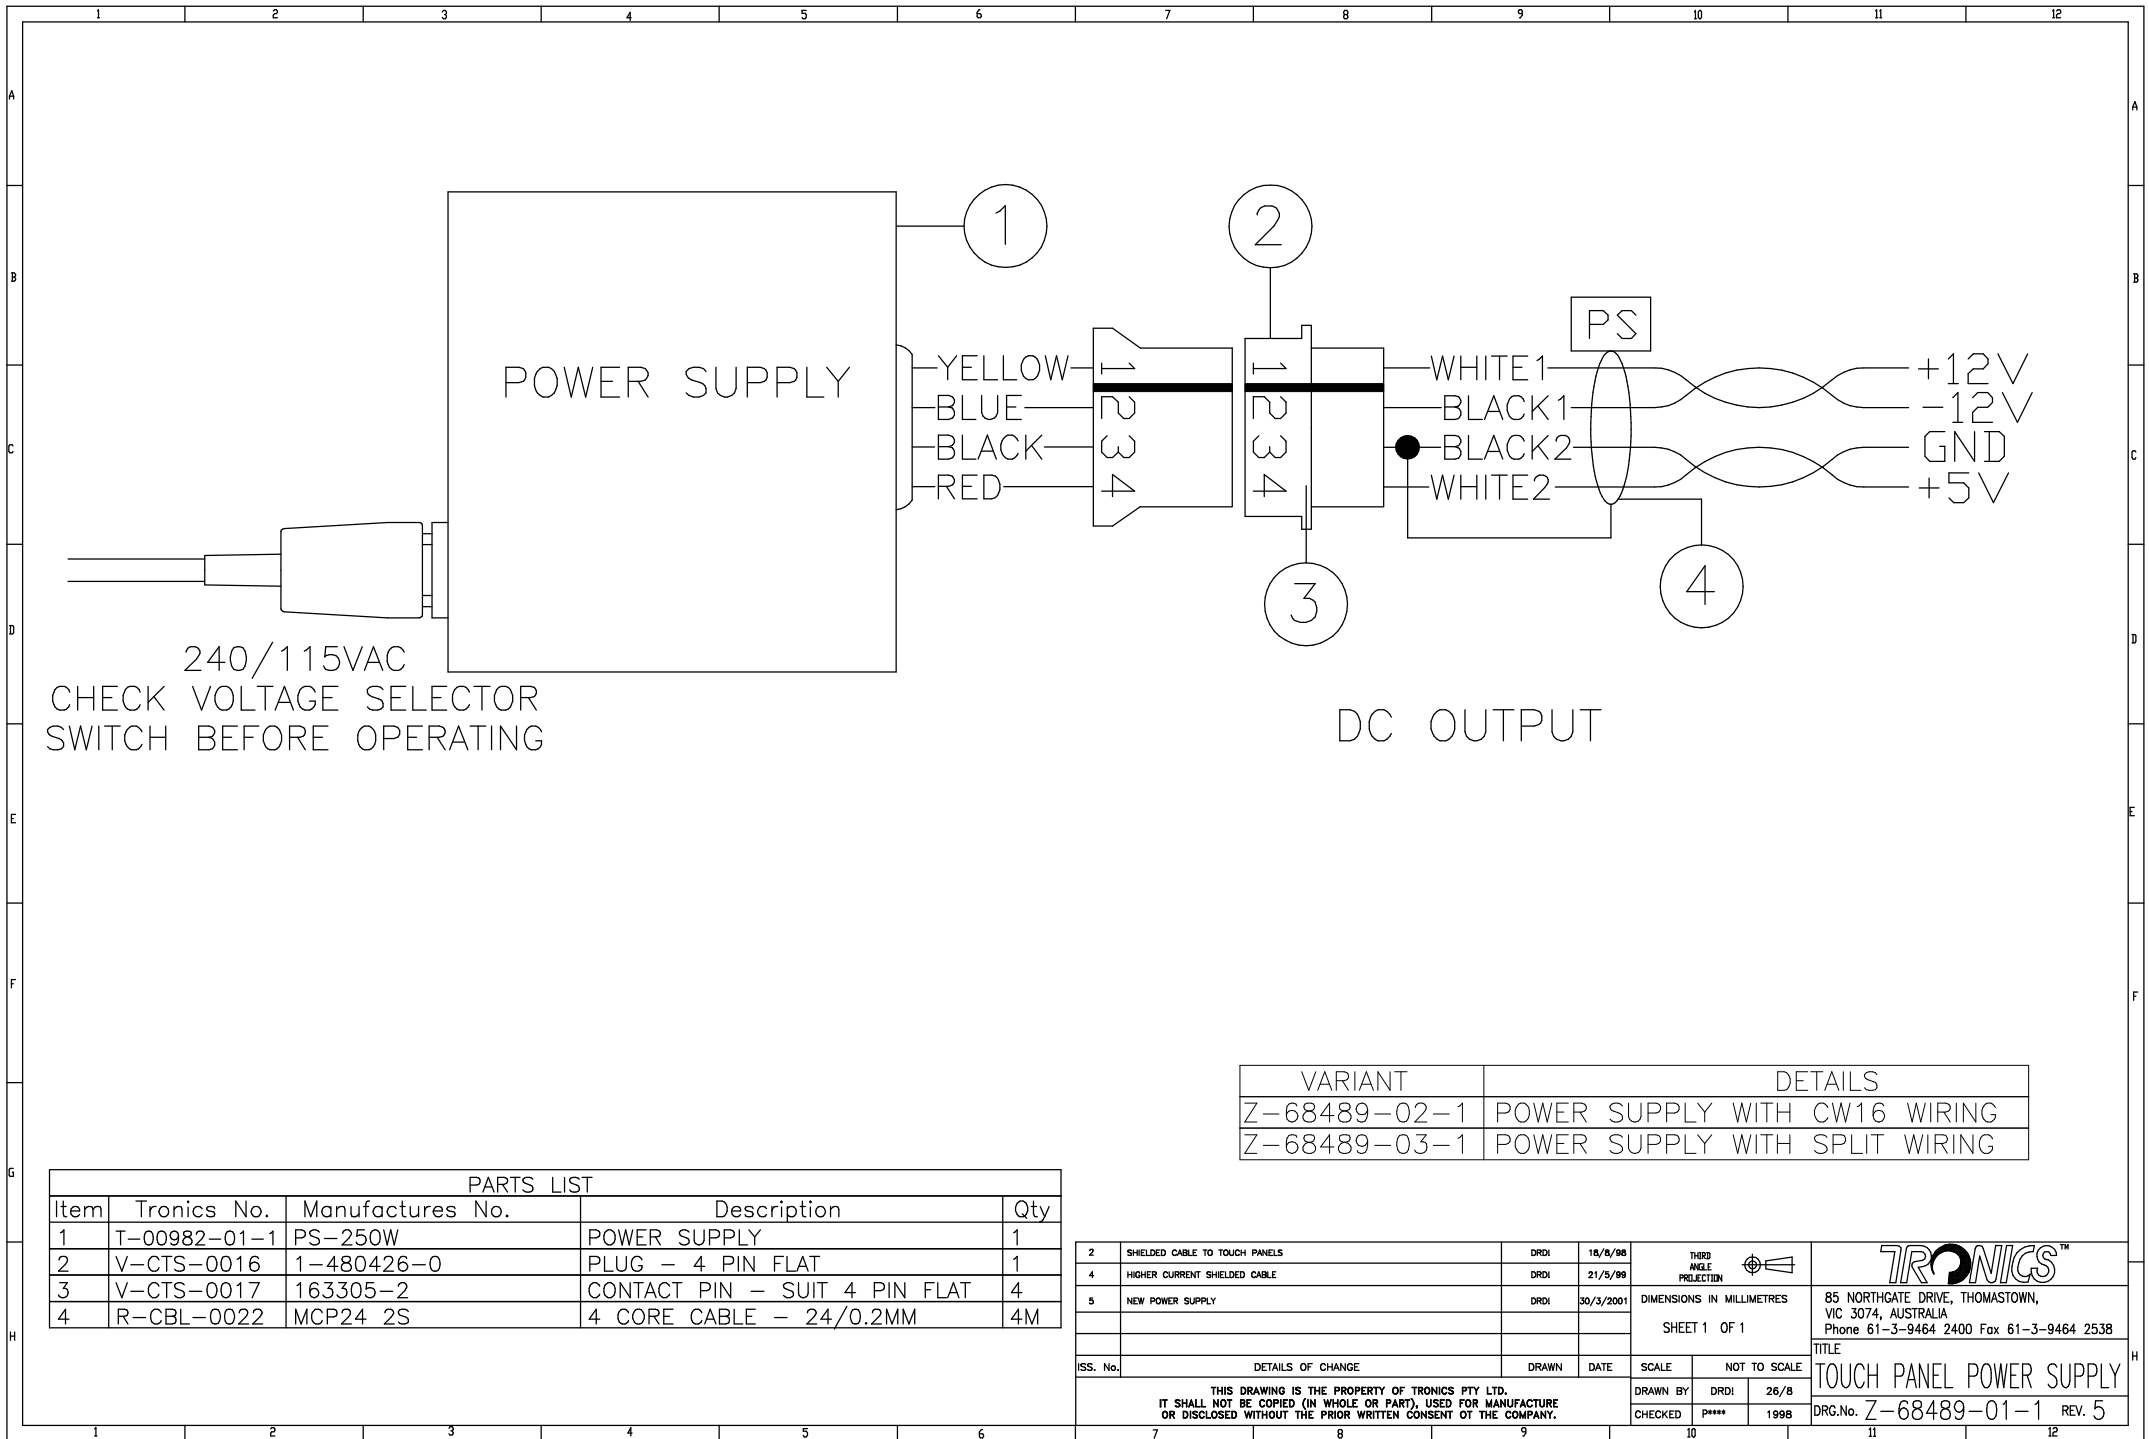 1 2 3 4 5 6 7 8 9 10 11 12
A A
B B
C C
D D
E E
F F
G
H H
1
2
PS
POWER SUPPLY
YELLOW 1 1 WHITE1 +12V
BLUE 2 2 BLACK1 -12V
BLACK 3 3 BLACK2 GND
RED 4 4 WHITE2 +5V
3
4
240/115VAC
CHECK VOLTAGE SELECTOR
SWITCH BEFORE OPERATING
DC OUTPUT
VARIANT DETAILS
Z-68489-02-1 POWER SUPPLY WITH CW16 WIRING
Z-68489-03-1 POWER SUPPLY WITH SPLIT WIRING
PARTS LIST
Item Tronics No. Manufactures No. Description Qty
1 T-00982-01-1 PS-250W POWER SUPPLY 1
2 V-CTS-0016 1-480426-0 PLUG - 4 PIN FLAT 1
3 V-CTS-0017 163305-2 CONTACT PIN - SUIT 4 PIN FLAT 4
4 R-CBL-0022 MCP24 2S 4 CORE CABLE - 24/0.2MM 4M
2 SHIELDED CABLE TO TOUCH PANELS DRDI 18/8/98
4 HIGHER CURRENT SHIELDED CABLE DRDI 21/5/99
5 NEW POWER SUPPLY DRDI 30/3/2001
ISS. No. DETAILS OF CHANGE DRAWN DATE
THIS DRAWING IS THE PROPERTY OF TRONICS PTY LTD.
IT SHALL NOT BE COPIED (IN WHOLE OR PART), USED FOR MANUFACTURE
OR DISCLOSED WITHOUT THE PRIOR WRITTEN CONSENT OT THE COMPANY.
THIRD
ANGLE
PROJECTION
DIMENSIONS IN MILLIMETRES
SHEET 1 OF 1
SCALE NOT TO SCALE
DRAWN BY DRDI 26/8
CHECKED P**** 1998
TRONICS™
85 NORTHGATE DRIVE, THOMASTOWN,
VIC 3074, AUSTRALIA
Phone 61-3-9464 2400 Fax 61-3-9464 2538
TITLE
TOUCH PANEL POWER SUPPLY
DRG.No. Z-68489-01-1 REV. 5
1 2 3 4 5 6 7 8 9 10 11 12